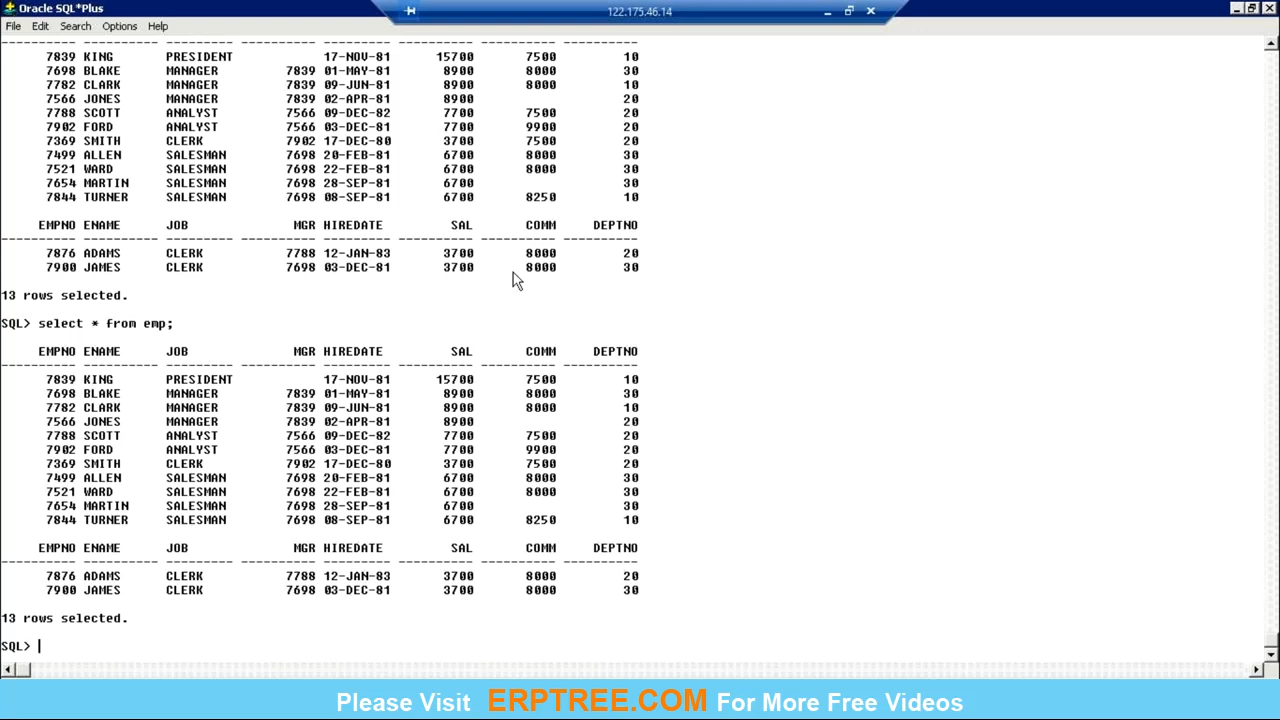 Oracle SQL*Plus
122.175.46.14
File Edit Search Options Help
---------- ---------- --------- ---------- --------- ---------- ---------- ----------
7839 KING PRESIDENT 17-NOV-81 15700 7500 10
7698 BLAKE MANAGER 7839 01-MAY-81 8900 8000 30
7782 CLARK MANAGER 7839 09-JUN-81 8900 8000 10
7566 JONES MANAGER 7839 02-APR-81 8900 20
7788 SCOTT ANALYST 7566 09-DEC-82 7700 7500 20
7902 FORD ANALYST 7566 03-DEC-81 7700 9900 20
7369 SMITH CLERK 7902 17-DEC-80 3700 7500 20
7499 ALLEN SALESMAN 7698 20-FEB-81 6700 8000 30
7521 WARD SALESMAN 7698 22-FEB-81 6700 8000 30
7654 MARTIN SALESMAN 7698 28-SEP-81 6700 30
7844 TURNER SALESMAN 7698 08-SEP-81 6700 8250 10
EMPNO ENAME JOB MGR HIREDATE SAL COMM DEPTNO
---------- ---------- --------- ---------- --------- ---------- ---------- ----------
7876 ADAMS CLERK 7788 12-JAN-83 3700 8000 20
7900 JAMES CLERK 7698 03-DEC-81 3700 8000 30
13 rows selected.
SQL> select * from emp;
EMPNO ENAME JOB MGR HIREDATE SAL COMM DEPTNO
---------- ---------- --------- ---------- --------- ---------- ---------- ----------
7839 KING PRESIDENT 17-NOV-81 15700 7500 10
7698 BLAKE MANAGER 7839 01-MAY-81 8900 8000 30
7782 CLARK MANAGER 7839 09-JUN-81 8900 8000 10
7566 JONES MANAGER 7839 02-APR-81 8900 20
7788 SCOTT ANALYST 7566 09-DEC-82 7700 7500 20
7902 FORD ANALYST 7566 03-DEC-81 7700 9900 20
7369 SMITH CLERK 7902 17-DEC-80 3700 7500 20
7499 ALLEN SALESMAN 7698 20-FEB-81 6700 8000 30
7521 WARD SALESMAN 7698 22-FEB-81 6700 8000 30
7654 MARTIN SALESMAN 7698 28-SEP-81 6700 30
7844 TURNER SALESMAN 7698 08-SEP-81 6700 8250 10
EMPNO ENAME JOB MGR HIREDATE SAL COMM DEPTNO
---------- ---------- --------- ---------- --------- ---------- ---------- ----------
7876 ADAMS CLERK 7788 12-JAN-83 3700 8000 20
7900 JAMES CLERK 7698 03-DEC-81 3700 8000 30
13 rows selected.
SQL>
Please Visit ERPTREE.COM For More Free Videos